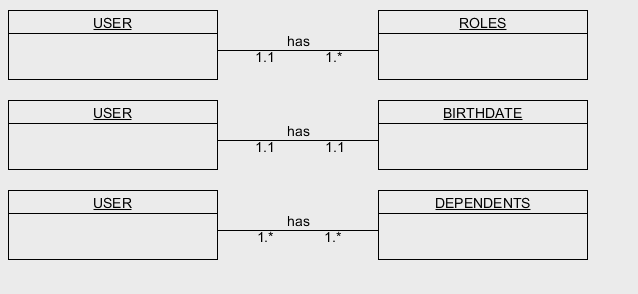 USER has ROLES
1.1 1.*
USER has BIRTHDATE
1.1 1.1
USER has DEPENDENTS
1.* 1.*